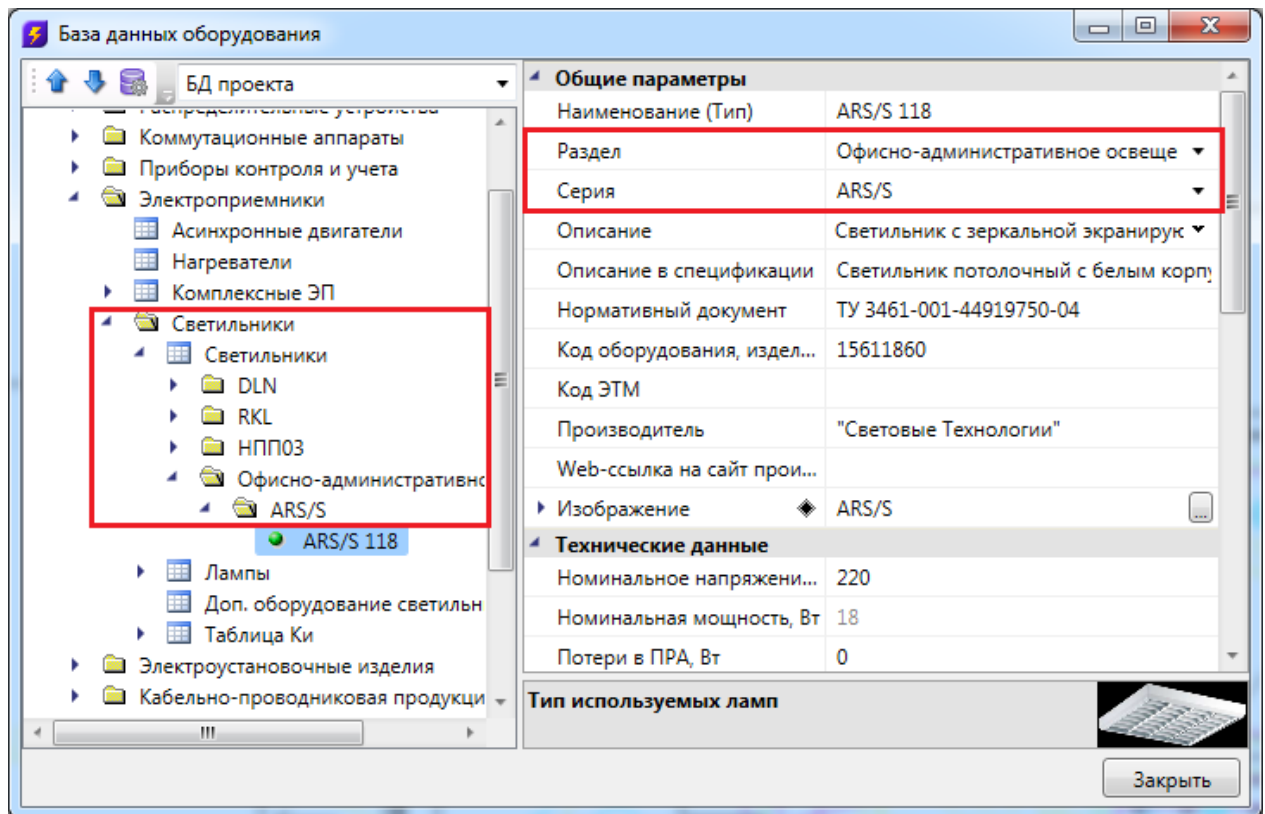 База данных оборудования
БД проекта
Распределительные устройства
Коммутационные аппараты
Приборы контроля и учета
Электроприемники
Асинхронные двигатели
Нагреватели
Комплексные ЭП
Светильники
Светильники
DLN
RKL
НПП03
Офисно-административно
ARS/S
ARS/S 118
Лампы
Доп. оборудование светильн
Таблица Ки
Электроустановочные изделия
Кабельно-проводниковая продукци
Общие параметры
Наименование (Тип) ARS/S 118
Раздел Офисно-административное освеще
Серия ARS/S
Описание Светильник с зеркальной экранирую
Описание в спецификации Светильник потолочный с белым корпу
Нормативный документ ТУ 3461-001-44919750-04
Код оборудования, издел... 15611860
Код ЭТМ
Производитель "Световые Технологии"
Web-ссылка на сайт прои...
Изображение ARS/S ...
Технические данные
Номинальное напряжени... 220
Номинальная мощность, Вт 18
Потери в ПРА, Вт 0
Тип используемых ламп
Закрыть